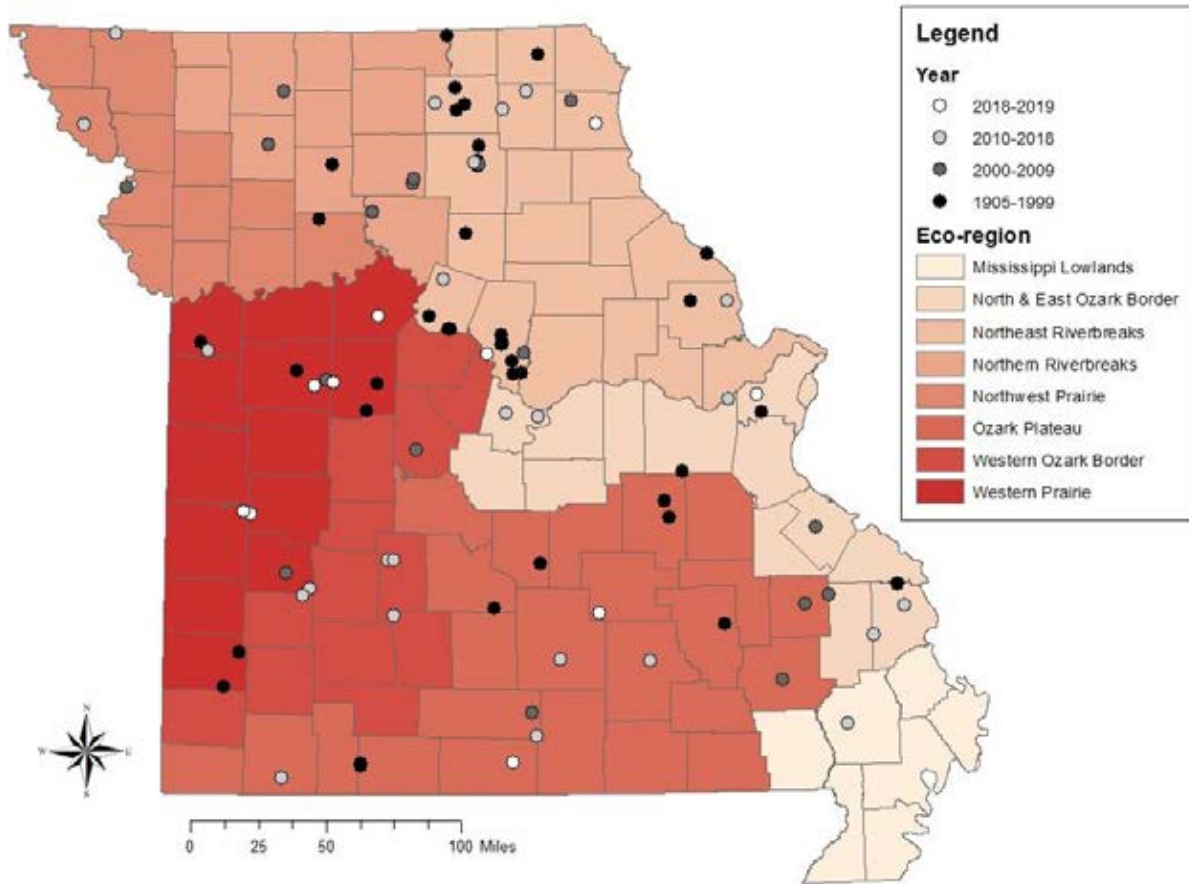 Legend
Year
2018-2019
2010-2018
2000-2009
1905-1999
Eco-region
Mississippi Lowlands
North & East Ozark Border
Northeast Riverbreaks
Northern Riverbreaks
Northwest Prairie
Ozark Plateau
Western Ozark Border
Western Prairie
N
W E
S
0 25 50 100 Miles